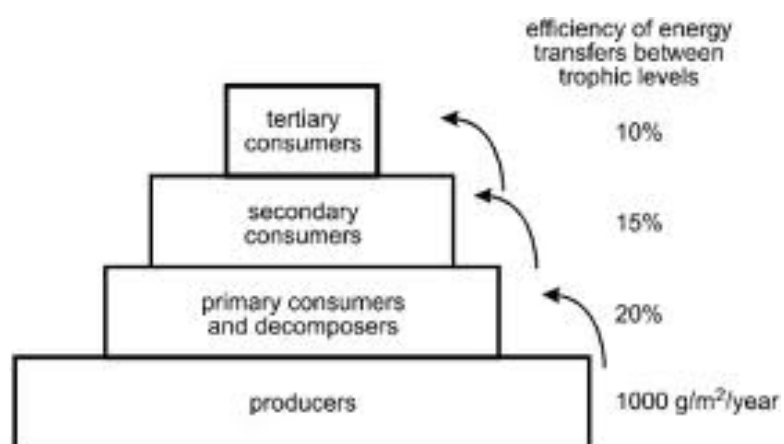 efficiency of energy
transfers between
trophic levels
tertiary
consumers
10%
secondary
consumers
15%
primary consumers
and decomposers
20%
producers
1000 g/m²/year